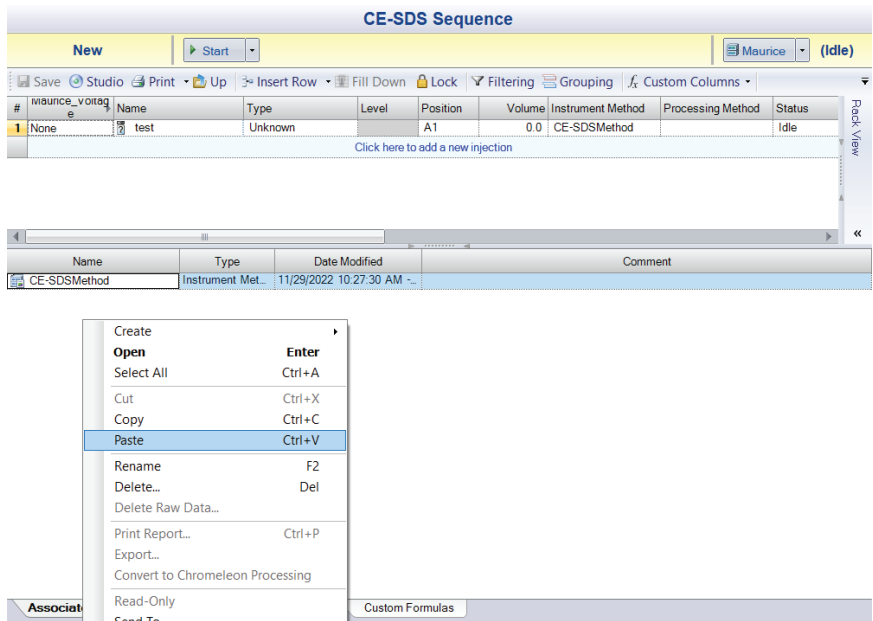 CE-SDS Sequence
New Start Maurice (Idle)
Save Studio Print Up Insert Row Fill Down Lock Filtering Grouping fx Custom Columns
# Maurice_Voltag
e Name Type Level Position Volume Instrument Method Processing Method Status
1 None test Unknown A1 0.0 CE-SDSMethod Idle
Click here to add a new injection
Rack View
Name Type Date Modified Comment
CE-SDSMethod Instrument Met... 11/29/2022 10:27:30 AM -...
Create
Open Enter
Select All Ctrl+A
Cut Ctrl+X
Copy Ctrl+C
Paste Ctrl+V
Rename F2
Delete... Del
Delete Raw Data...
Print Report... Ctrl+P
Export...
Convert to Chromeleon Processing
Read-Only
Send To
Associat Custom Formulas